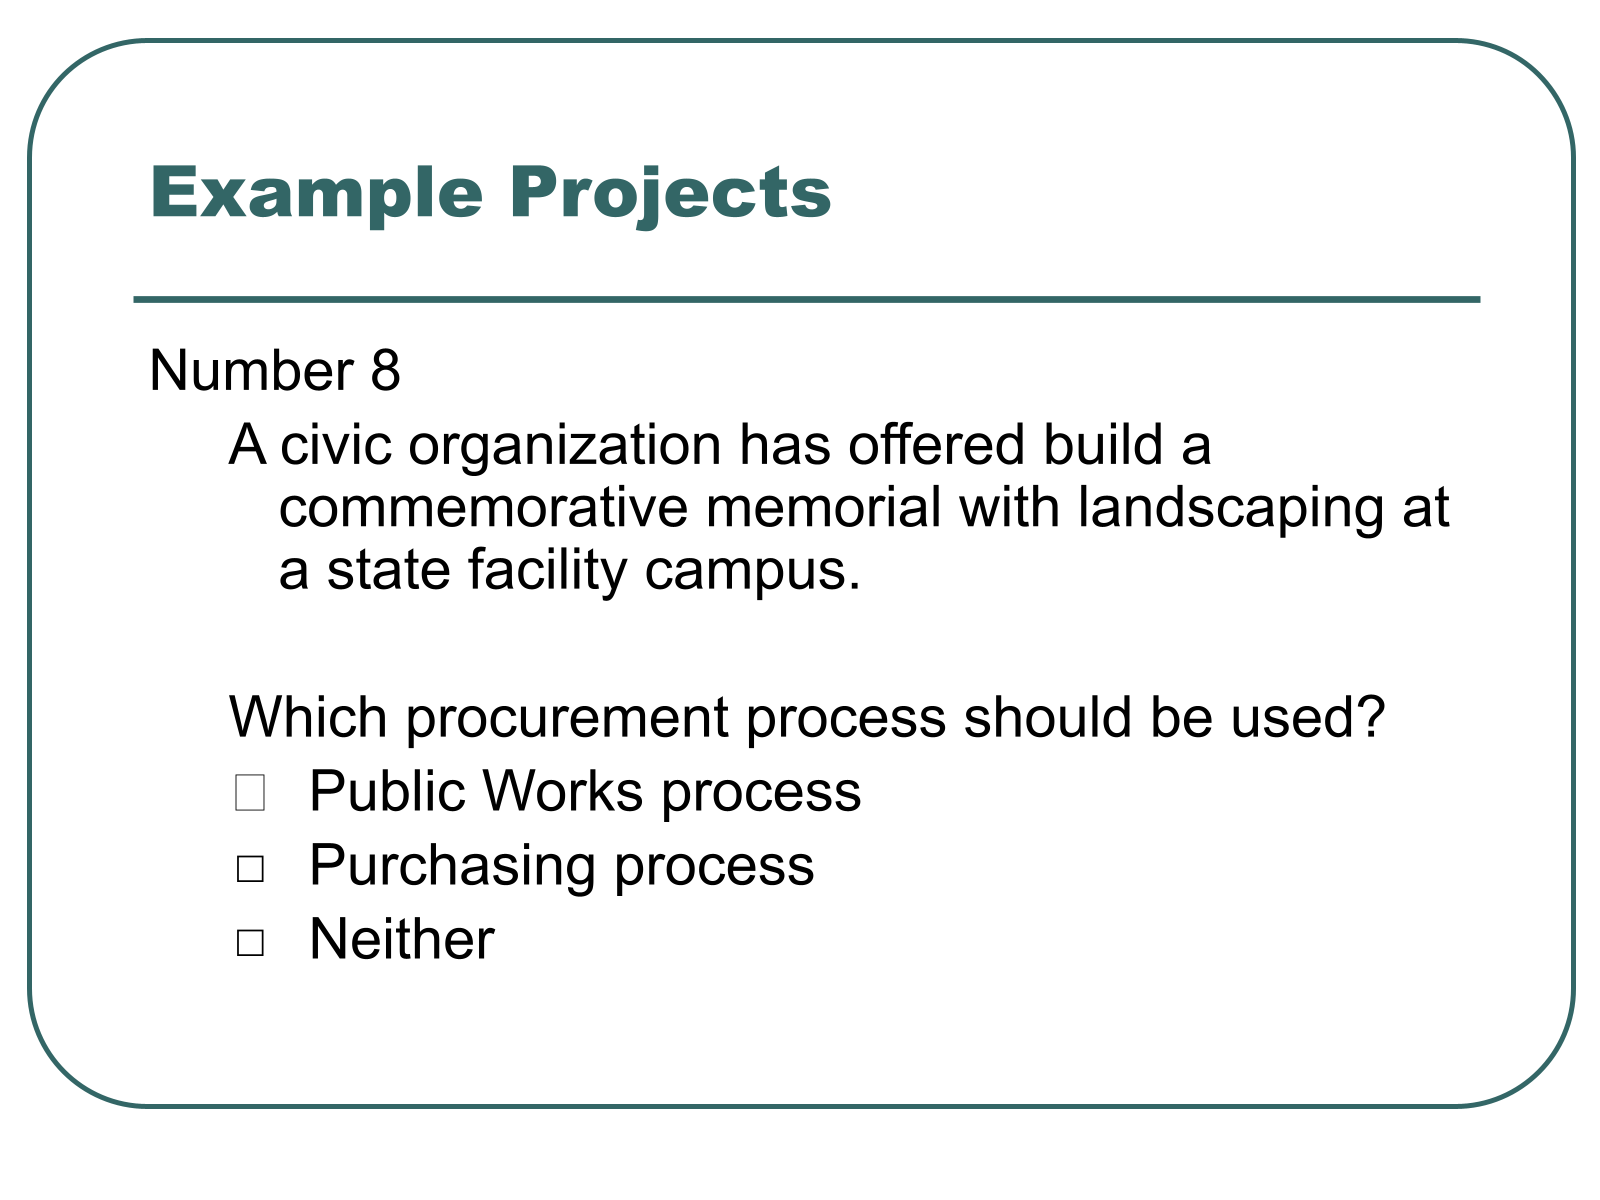 Example Projects
Number 8
A civic organization has offered build a
commemorative memorial with landscaping at
a state facility campus.
Which procurement process should be used?
Public Works process
□ Purchasing process
□ Neither